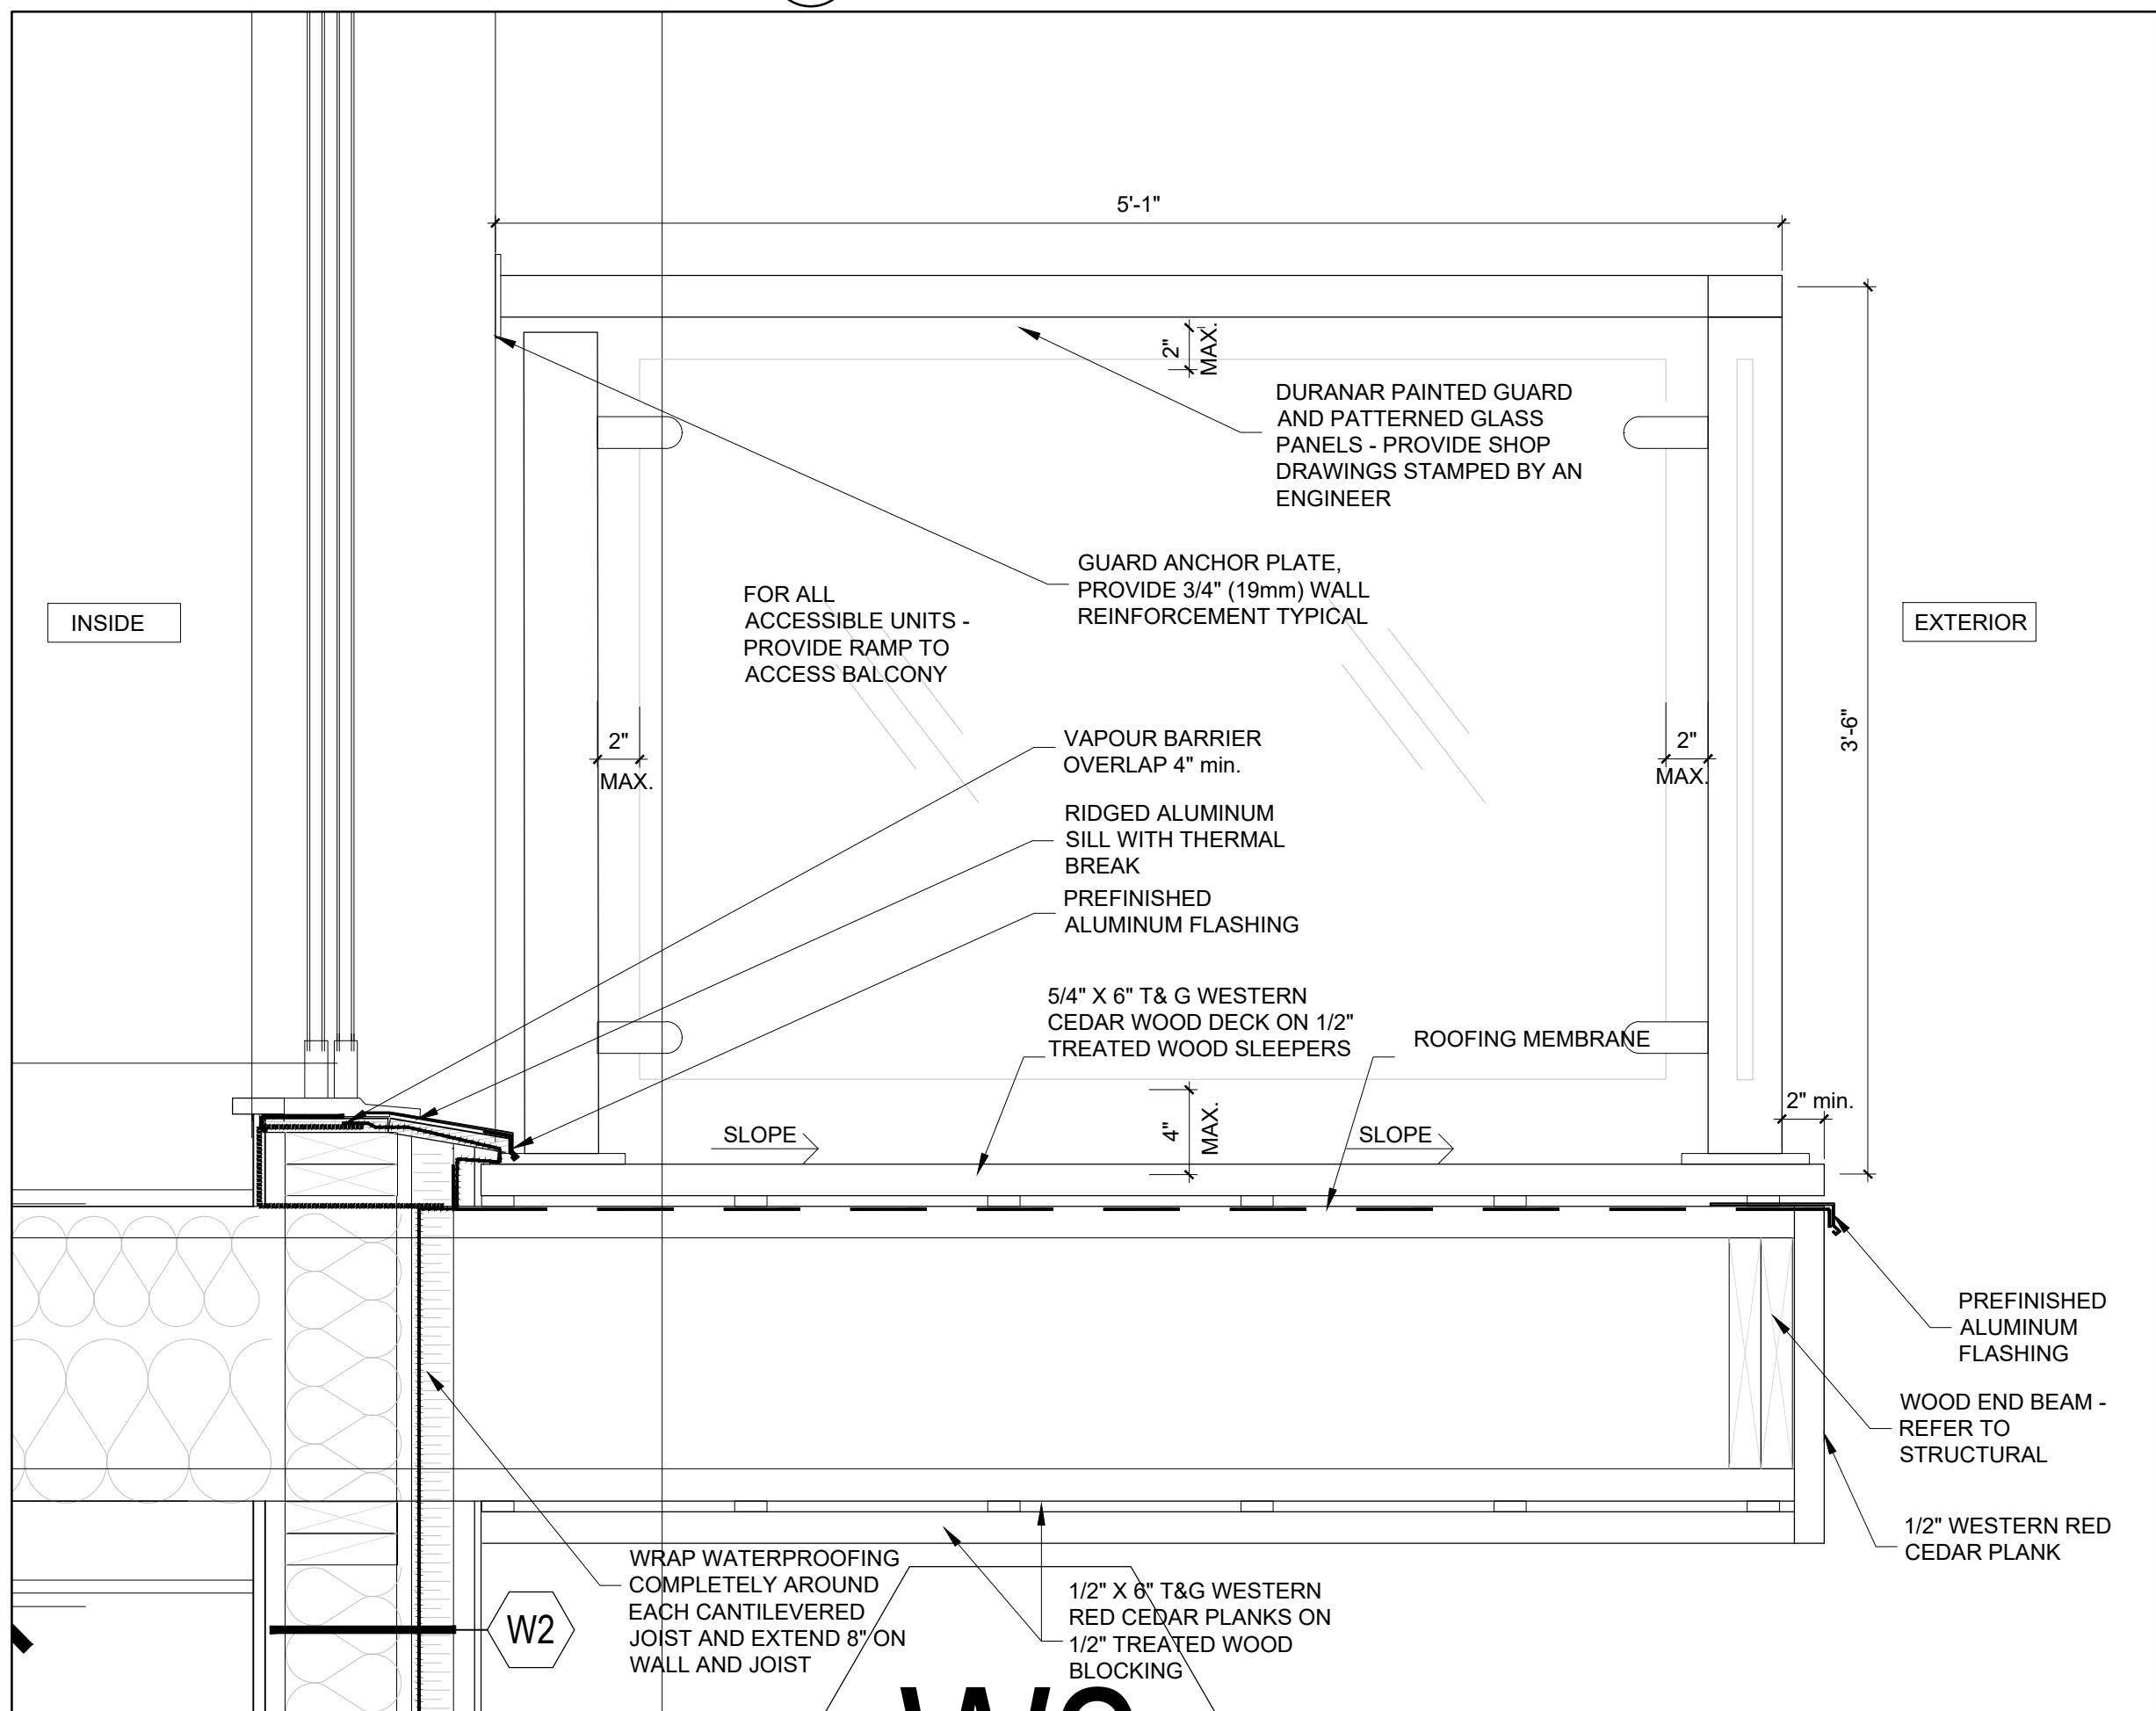 5'-1"
2"
MAX.
DURANAR PAINTED GUARD
AND PATTERNED GLASS
PANELS - PROVIDE SHOP
DRAWINGS STAMPED BY AN
ENGINEER
GUARD ANCHOR PLATE,
PROVIDE 3/4" (19mm) WALL
REINFORCEMENT TYPICAL
FOR ALL
ACCESSIBLE UNITS -
PROVIDE RAMP TO
ACCESS BALCONY
INSIDE
EXTERIOR
3'-6"
2"
MAX.
2"
MAX.
VAPOUR BARRIER
OVERLAP 4" min.
RIDGED ALUMINUM
SILL WITH THERMAL
BREAK
PREFINISHED
ALUMINUM FLASHING
5/4" X 6" T& G WESTERN
CEDAR WOOD DECK ON 1/2"
TREATED WOOD SLEEPERS
ROOFING MEMBRANE
2" min.
SLOPE
4"
MAX.
SLOPE
PREFINISHED
ALUMINUM
FLASHING
WOOD END BEAM -
REFER TO
STRUCTURAL
1/2" WESTERN RED
CEDAR PLANK
WRAP WATERPROOFING
COMPLETELY AROUND
EACH CANTILEVERED
JOIST AND EXTEND 8" ON
WALL AND JOIST
1/2" X 6" T&G WESTERN
RED CEDAR PLANKS ON
1/2" TREATED WOOD
BLOCKING
W2